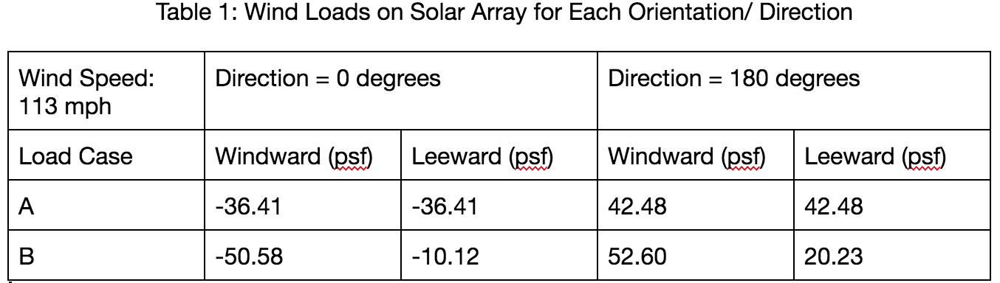 Table 1: Wind Loads on Solar Array for Each Orientation/ Direction
Wind Speed: 113 mph Direction = 0 degrees Direction = 180 degrees
Load Case Windward (psf) Leeward (psf) Windward (psf) Leeward (psf)
A -36.41 -36.41 42.48 42.48
B -50.58 -10.12 52.60 20.23